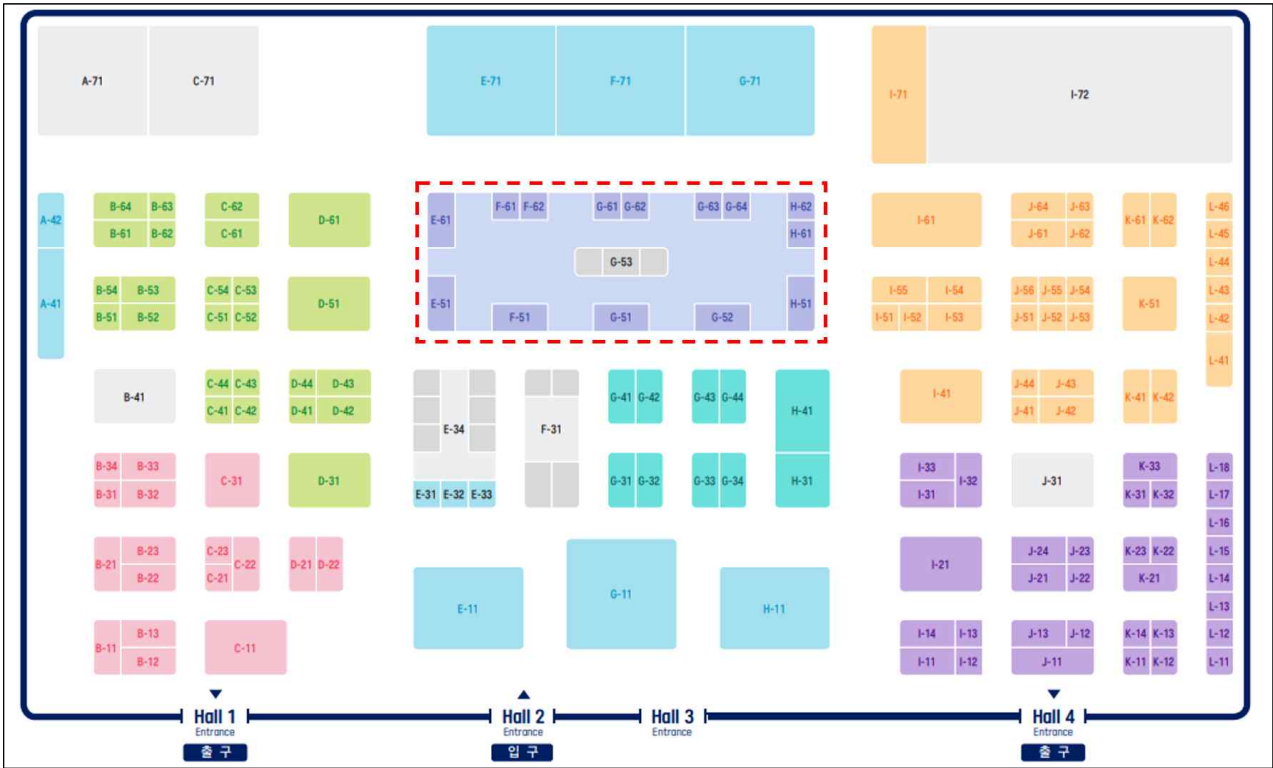 A-71 C-71 E-71 F-71 G-71 I-71 I-72
A-42 B-64 B-63 C-62 D-61 E-61 F-61 F-62 G-61 G-62 G-63 G-64 H-62 I-61 J-64 J-63 K-61 K-62 L-46
B-61 B-62 C-61 H-61 J-61 J-62 L-45
G-53 L-44
A-41 B-54 B-53 C-54 C-53 D-51 E-51 H-51 I-55 I-54 J-56 J-55 J-54 K-51 L-43
B-51 B-52 C-51 C-52 F-51 G-51 G-52 I-51 I-52 I-53 J-51 J-52 J-53 L-42
L-41
B-41 C-44 C-43 D-44 D-43 G-41 G-42 G-43 G-44 H-41 I-41 J-44 J-43 K-41 K-42
C-41 C-42 D-41 D-42 J-41 J-42
E-34 F-31
B-34 B-33 C-31 D-31 G-31 G-32 G-33 G-34 H-31 I-33 I-32 J-31 K-33 L-18
B-31 B-32 E-31 E-32 E-33 I-31 K-31 K-32 L-17
L-16
B-21 B-23 C-23 C-22 D-21 D-22 I-21 J-24 J-23 K-23 K-22 L-15
B-22 C-21 J-21 J-22 K-21 L-14
E-11 G-11 H-11 L-13
B-11 B-13 C-11 I-14 I-13 J-13 J-12 K-14 K-13 L-12
B-12 I-11 I-12 J-11 K-11 K-12 L-11
Hall 1 Hall 2 Hall 3 Hall 4
Entrance Entrance Entrance Entrance
출 구 입 구 출 구